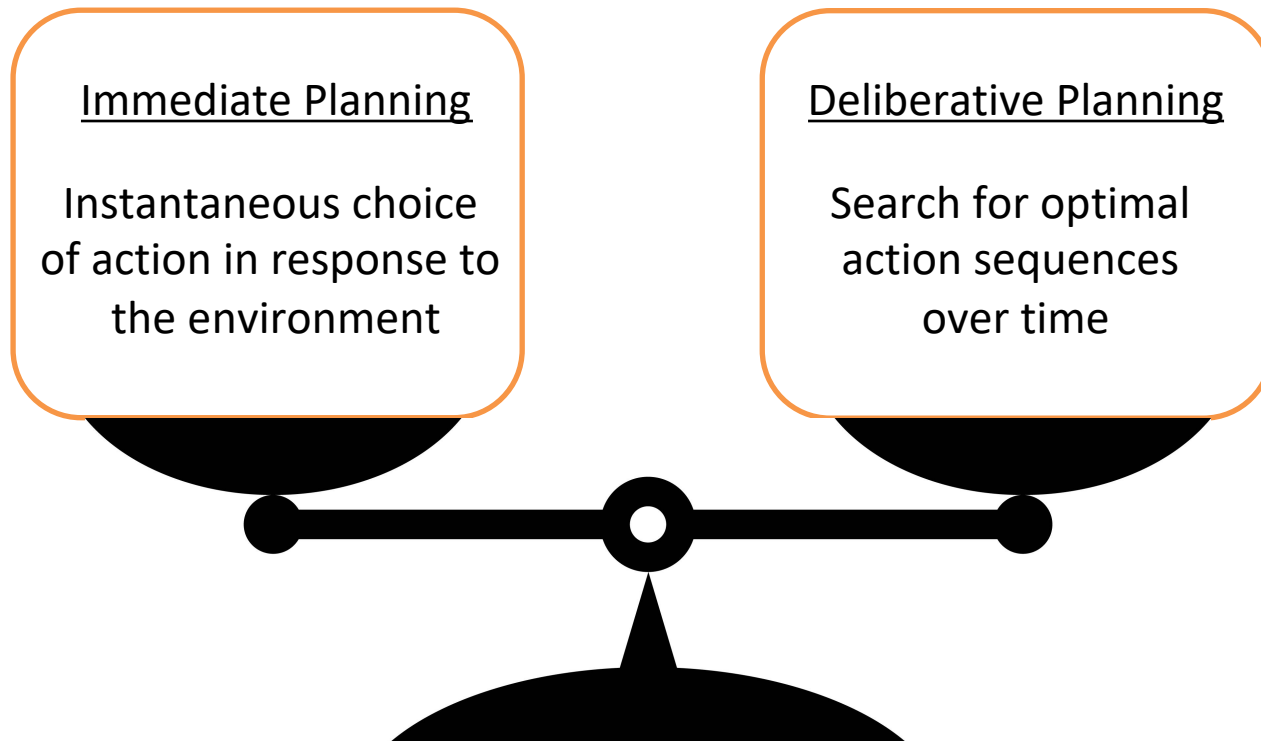 Immediate Planning
Instantaneous choice
of action in response to
the environment
Deliberative Planning
Search for optimal
action sequences
over time